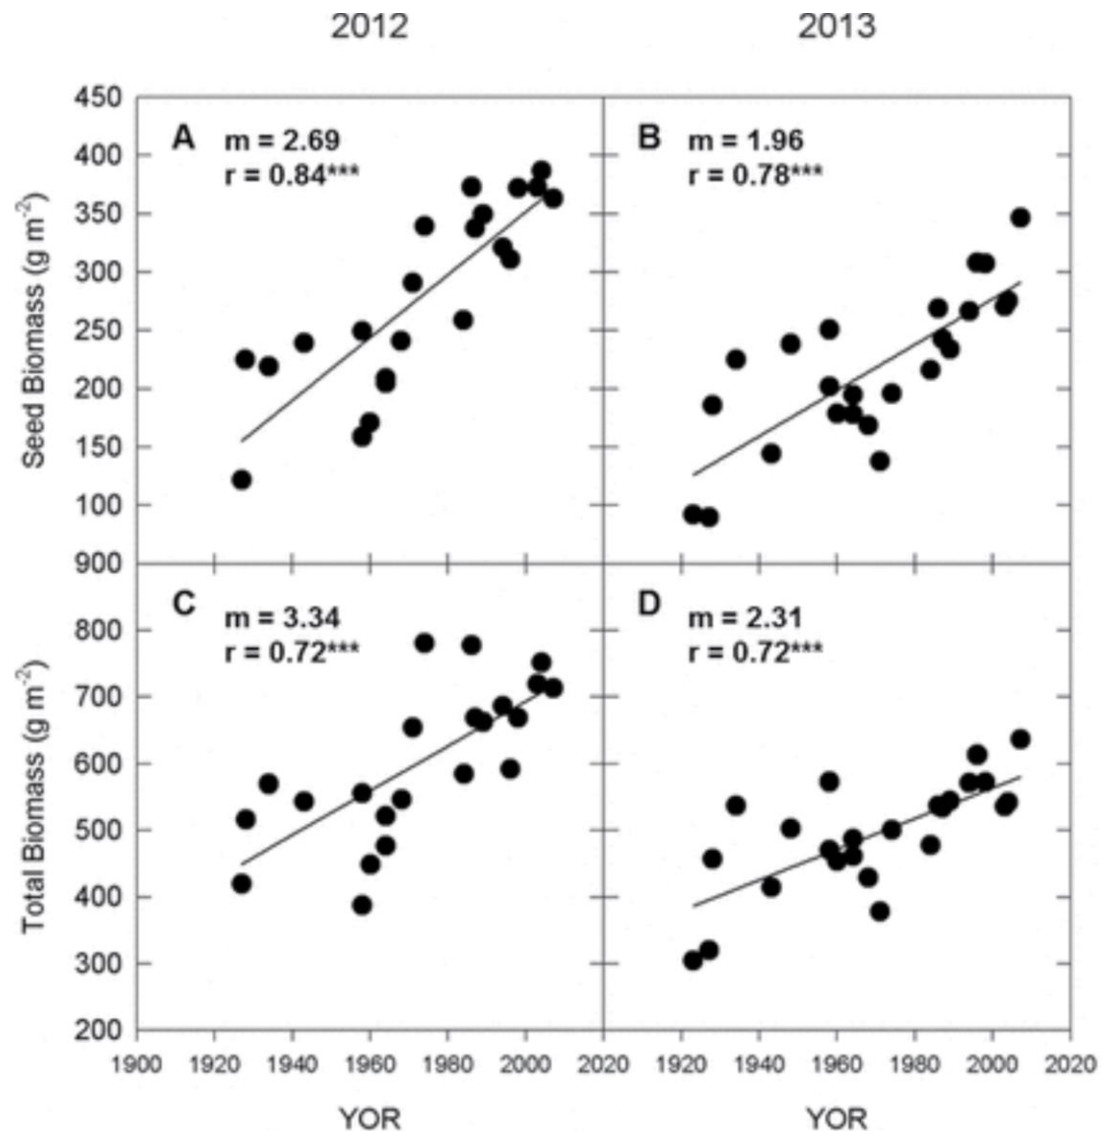 2012 2013
450
A m = 2.69 B m = 1.96
400
r = 0.84*** r = 0.78***
350
300
250
200
150
100
Seed Biomass (g m⁻²)
900
C m = 3.34 D m = 2.31
800
r = 0.72*** r = 0.72***
700
600
500
400
300
200
Total Biomass (g m⁻²)
1900 1920 1940 1960 1980 2000 2020 1920 1940 1960 1980 2000 2020
YOR YOR